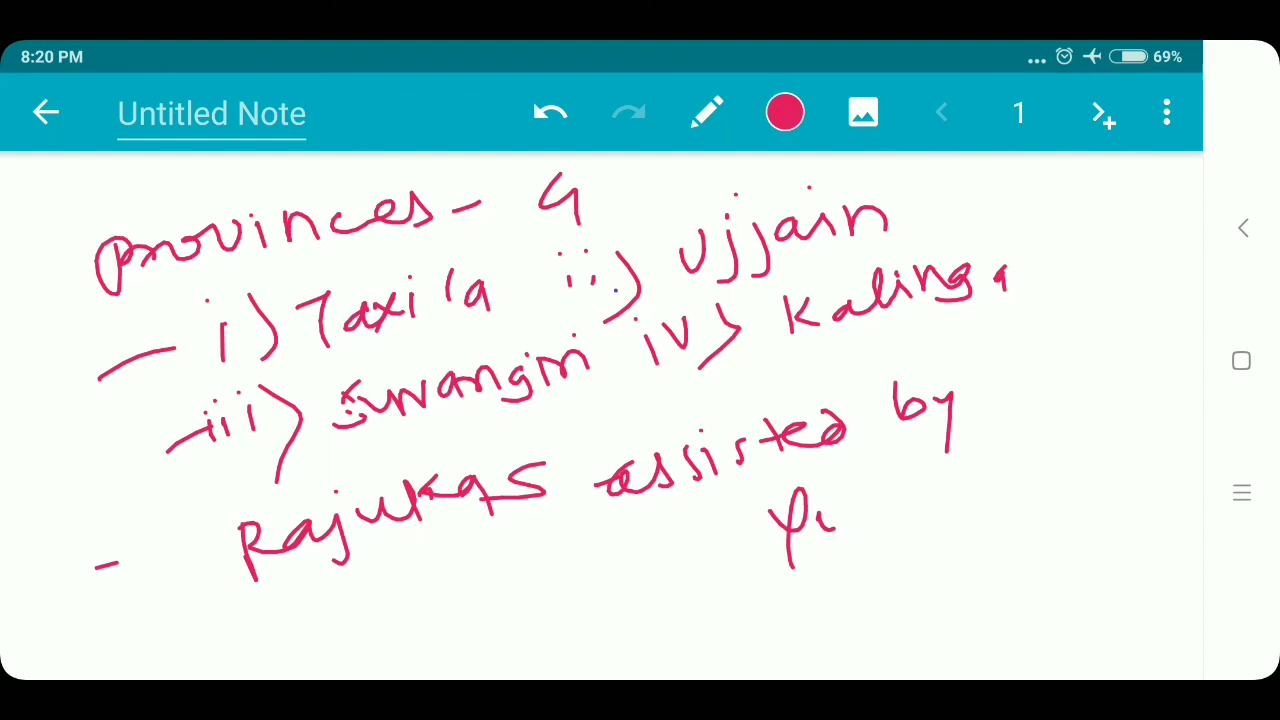 8:20 PM
69%
Untitled Note
1
Provinces - 4
i) Taxila ii) Ujjain
iii) Suvarngiri iv) Kalinga
- Rajukas assisted by
Yu